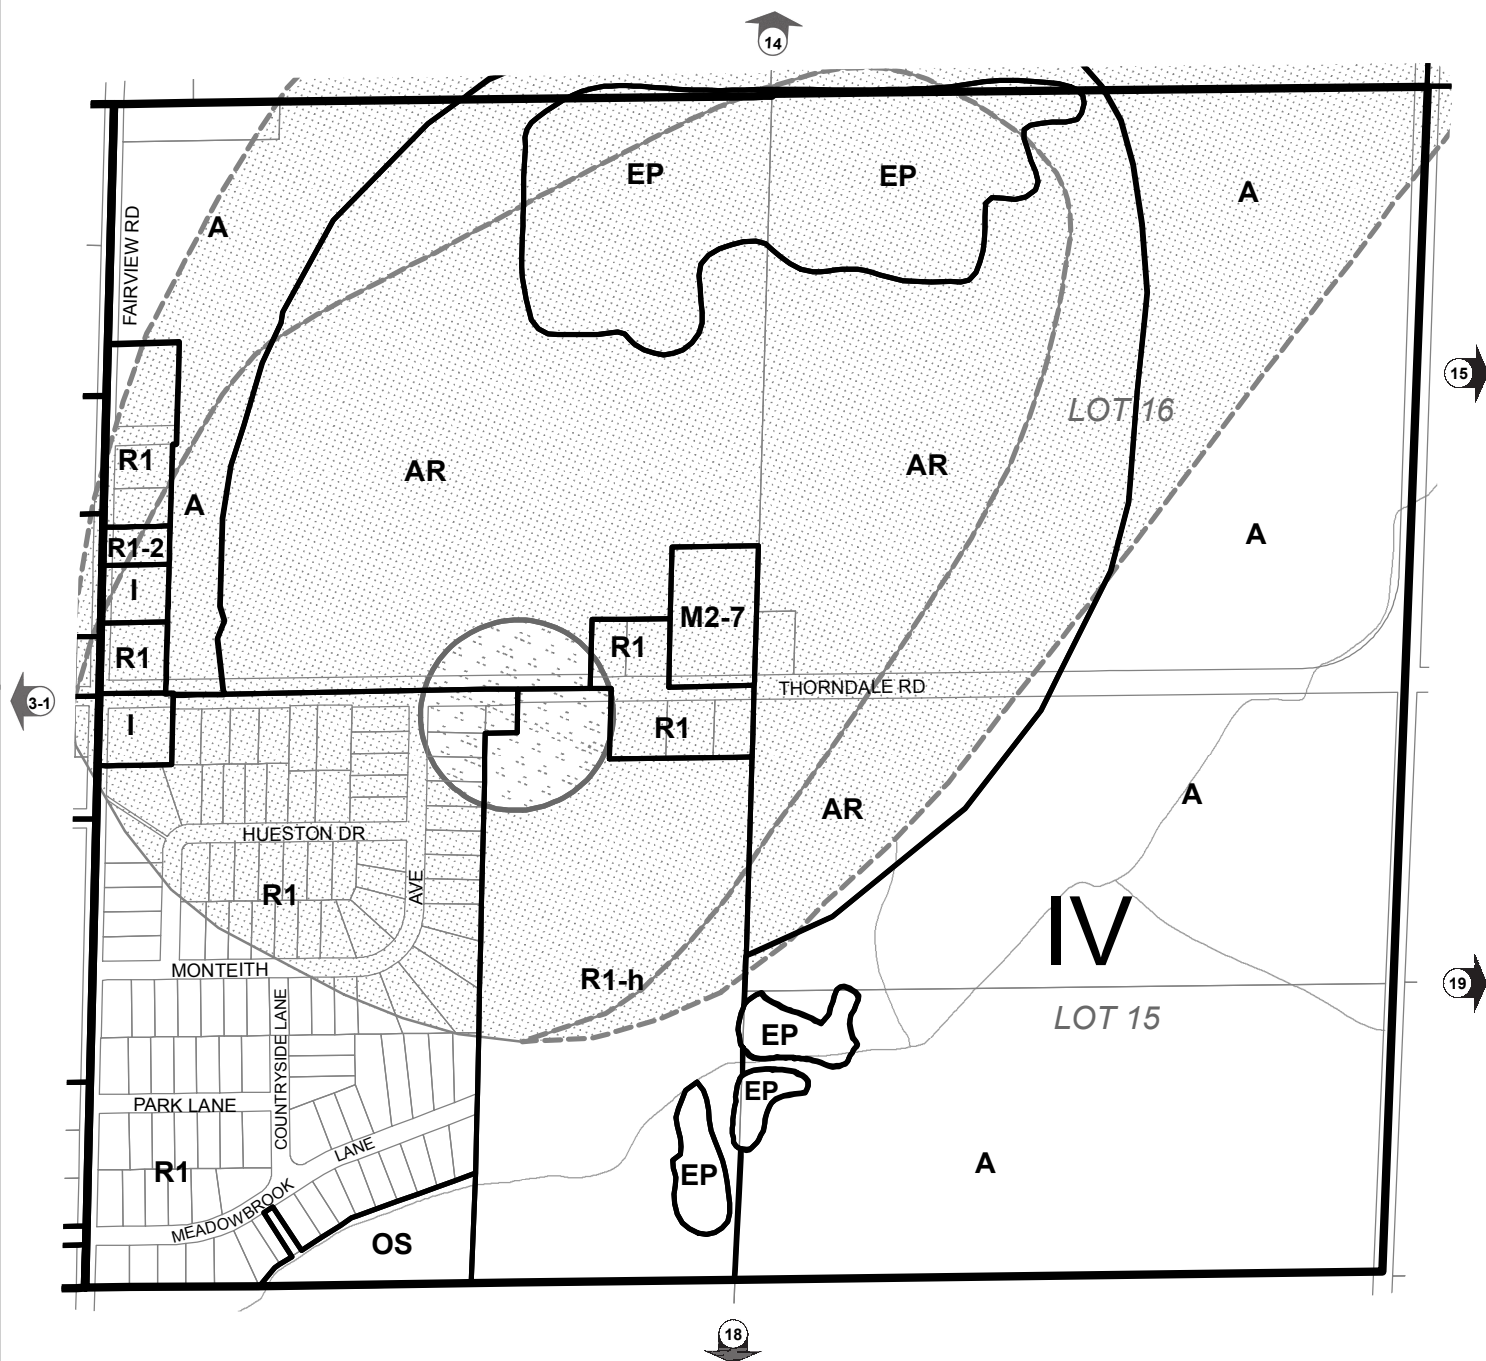 14
EP
EP
A
A
FAIRVIEW RD
15
LOT 16
R1
AR
AR
A
A
R1-2
I
M2-7
R1
R1
THORNDALE RD
3-1
I
R1
A
AR
HUESTON DR
R1
AVE
IV
MONTEITH
R1-h
19
COUNTRYSIDE LANE
LOT 15
EP
EP
PARK LANE
LANE
R1
EP
A
MEADOWBROOK
OS
18